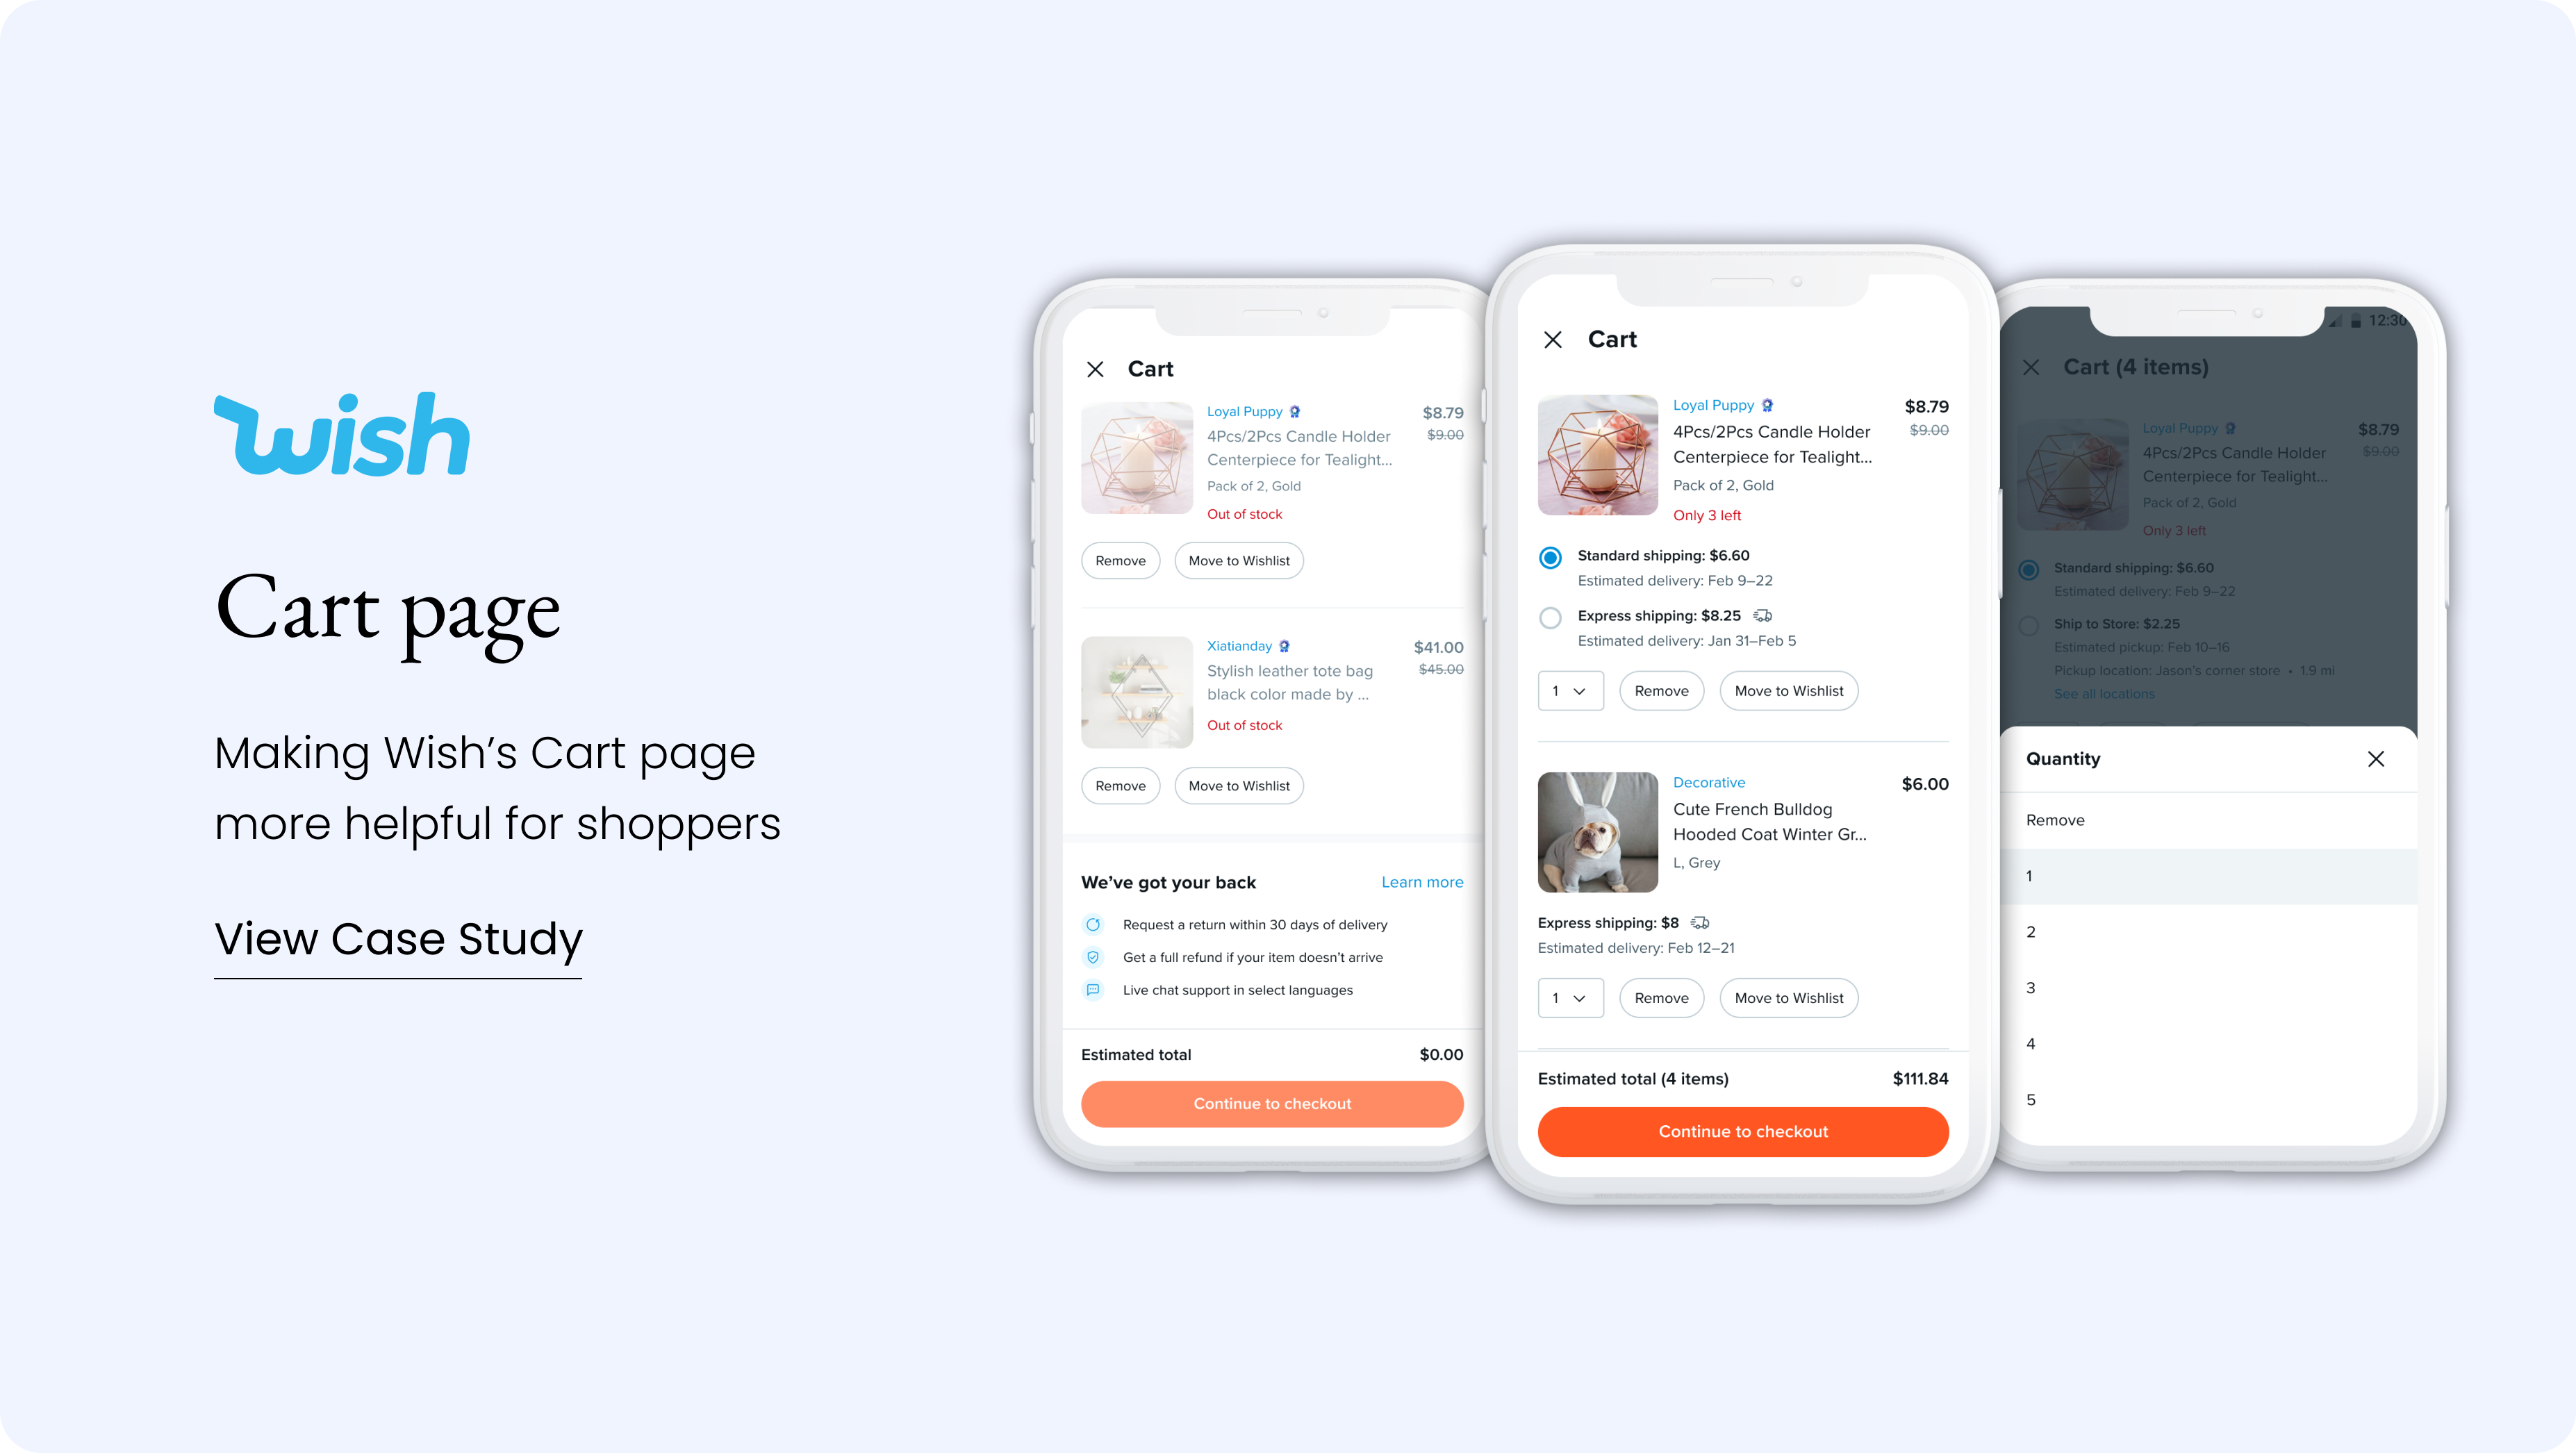 wish
Cart page
Making Wish’s Cart page
more helpful for shoppers
View Case Study
Cart
Loyal Puppy
$8.79
4Pcs/2Pcs Candle Holder
$9.00
Centerpiece for Tealight...
Pack of 2, Gold
Out of stock
Remove
Move to Wishlist
Xiatianday
$41.00
Stylish leather tote bag
$45.00
black color made by ...
Out of stock
Remove
Move to Wishlist
We’ve got your back
Learn more
Request a return within 30 days of delivery
Get a full refund if your item doesn’t arrive
Live chat support in select languages
Estimated total
$0.00
Continue to checkout
Cart
Loyal Puppy
$8.79
4Pcs/2Pcs Candle Holder
$9.00
Centerpiece for Tealight...
Pack of 2, Gold
Only 3 left
Standard shipping: $6.60
Estimated delivery: Feb 9–22
Express shipping: $8.25
Estimated delivery: Jan 31–Feb 5
1
Remove
Move to Wishlist
Decorative
$6.00
Cute French Bulldog
Hooded Coat Winter Gr...
L, Grey
Express shipping: $8
Estimated delivery: Feb 12–21
1
Remove
Move to Wishlist
Estimated total (4 items)
$111.84
Continue to checkout
12:30
Cart (4 items)
Loyal Puppy
$8.79
4Pcs/2Pcs Candle Holder
$9.00
Centerpiece for Tealight...
Pack of 2, Gold
Only 3 left
Standard shipping: $6.60
Estimated delivery: Feb 9–22
Ship to Store: $2.25
Estimated pickup: Feb 10–16
Pickup location: Jason’s corner store • 1.9 mi
See all locations
Quantity
Remove
1
2
3
4
5